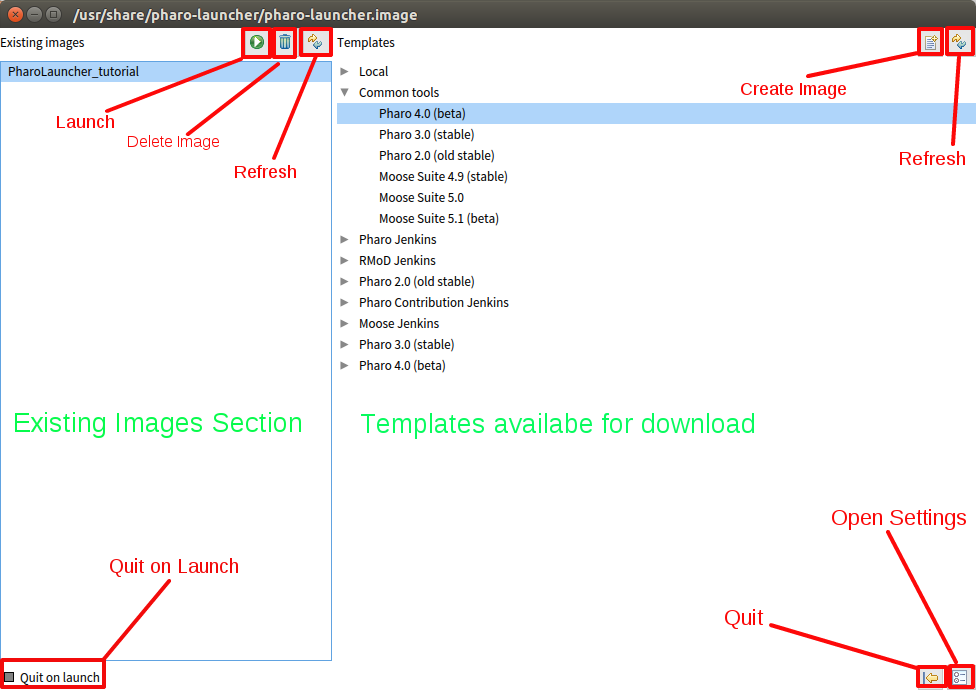 /usr/share/pharo-launcher/pharo-launcher.image
Existing images
Templates
PharoLauncher_tutorial
Launch
Delete Image
Refresh
Local
Common tools
Pharo 4.0 (beta)
Pharo 3.0 (stable)
Pharo 2.0 (old stable)
Moose Suite 4.9 (stable)
Moose Suite 5.0
Moose Suite 5.1 (beta)
Pharo Jenkins
RMoD Jenkins
Pharo 2.0 (old stable)
Pharo Contribution Jenkins
Moose Jenkins
Pharo 3.0 (stable)
Pharo 4.0 (beta)
Create Image
Refresh
Existing Images Section
Templates availabe for download
Open Settings
Quit on Launch
Quit
Quit on launch